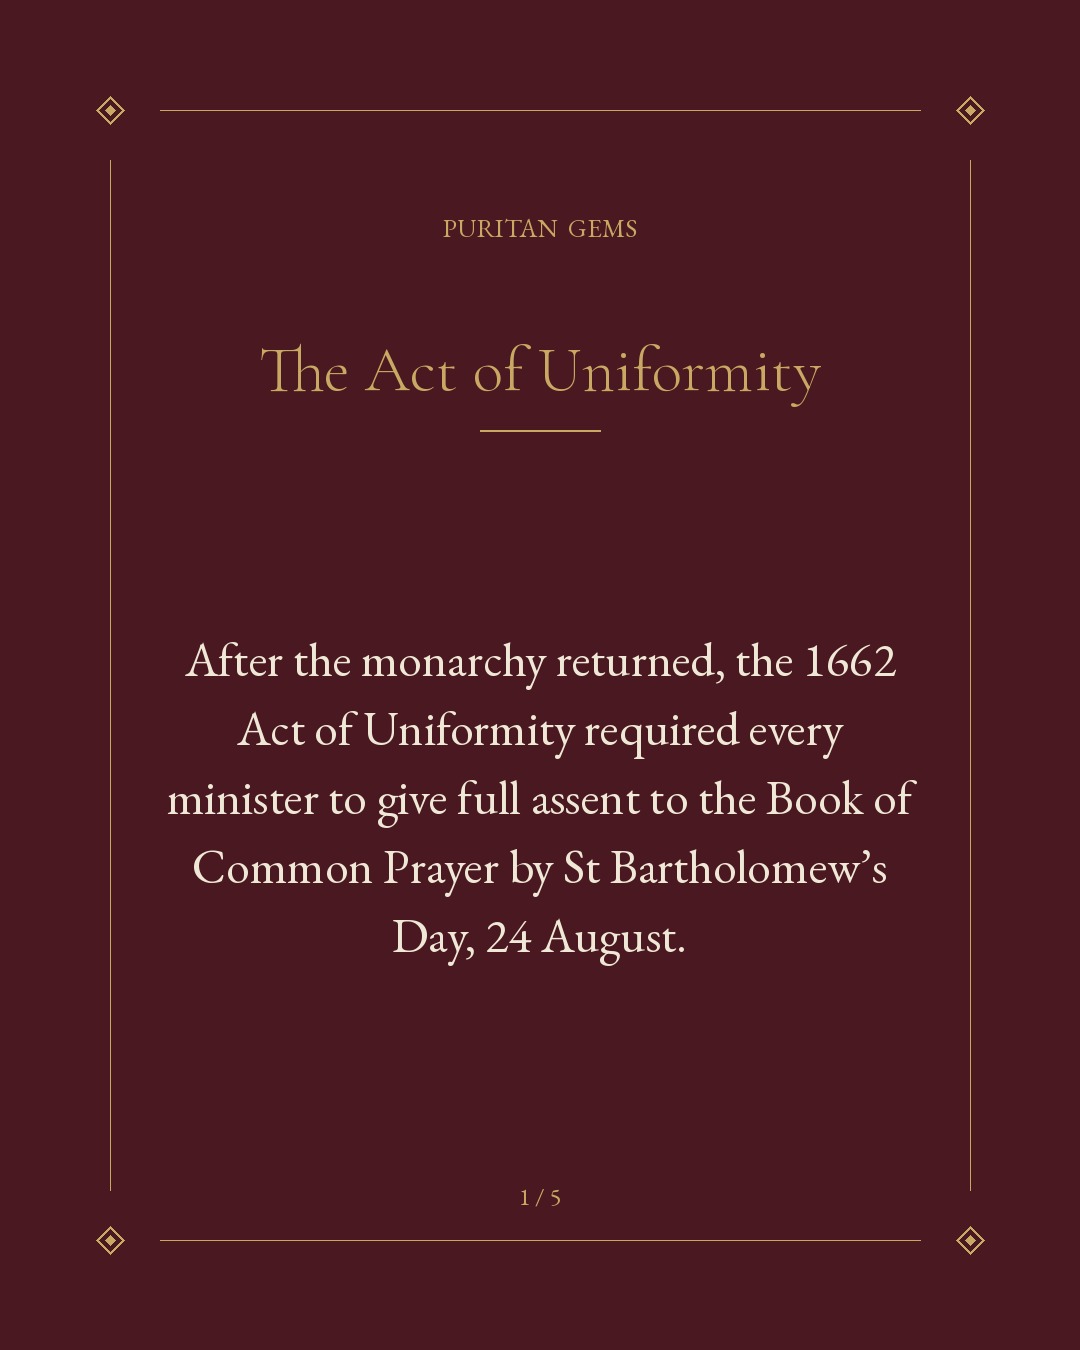 PURITAN GEMS
The Act of Uniformity
After the monarchy returned, the 1662
Act of Uniformity required every
minister to give full assent to the Book of
Common Prayer by St Bartholomew’s
Day, 24 August.
1 / 5